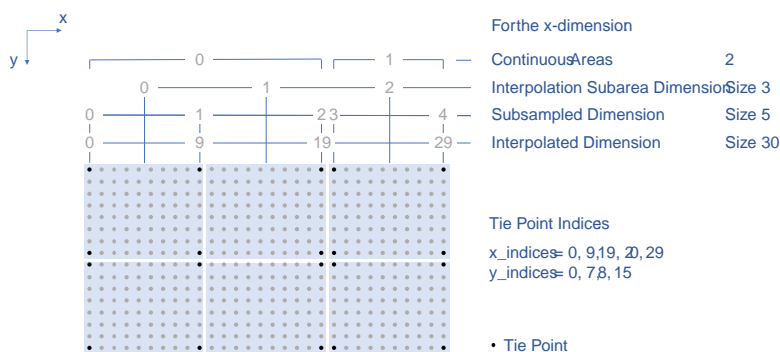 x
y
For the x-dimension:
0 1 Continuous Areas 2
0 1 2 Interpolation Subarea Dimension Size 3
0 1 2 3 4 Subsampled Dimension Size 5
0 9 19 29 Interpolated Dimension Size 30
Tie Point Indices
x_indices = 0, 9, 19, 20, 29
y_indices = 0, 7, 8, 15
• Tie Point